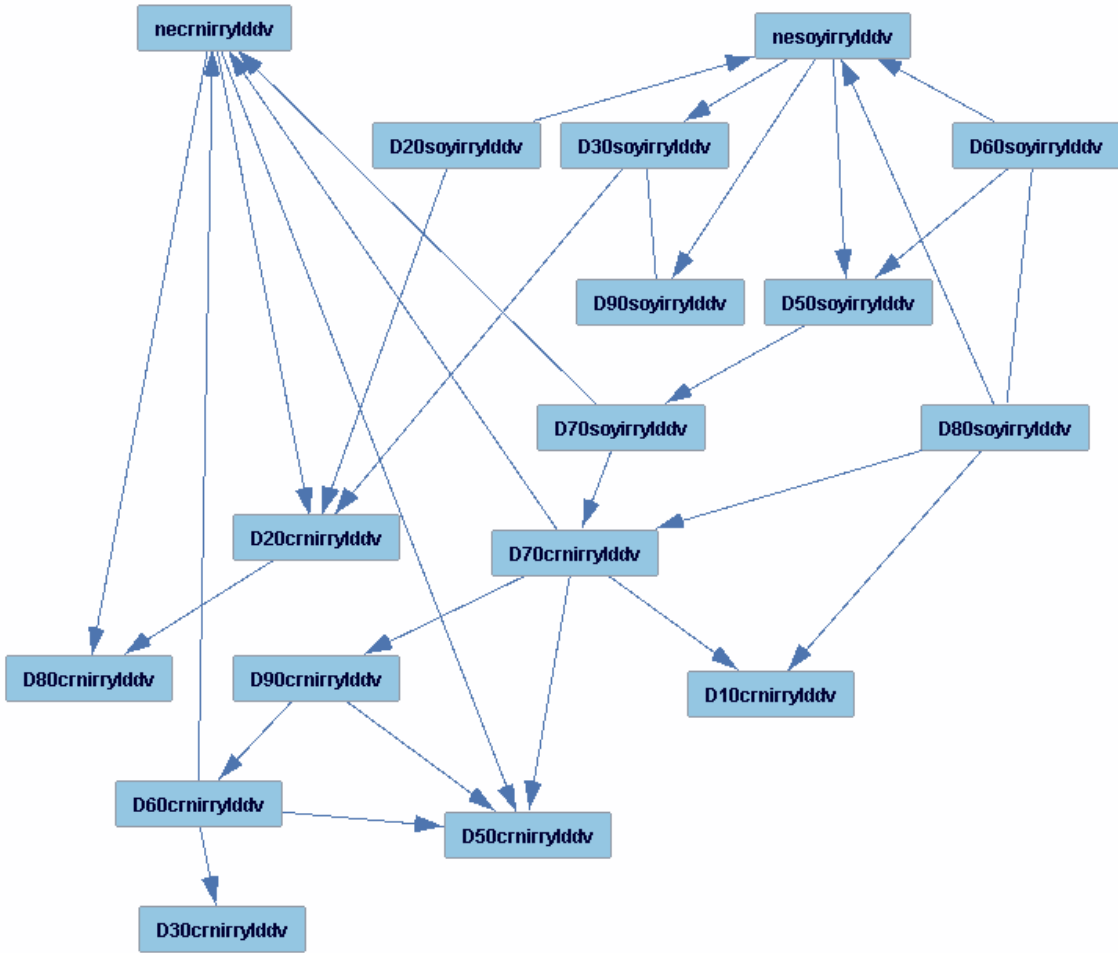 necrnirrylddv
nesoyirrylddv
D20soyirrylddv
D30soyirrylddv
D60soyirrylddv
D90soyirrylddv
D50soyirrylddv
D70soyirrylddv
D80soyirrylddv
D20crnirrylddv
D70crnirrylddv
D80crnirrylddv
D90crnirrylddv
D10crnirrylddv
D60crnirrylddv
D50crnirrylddv
D30crnirrylddv